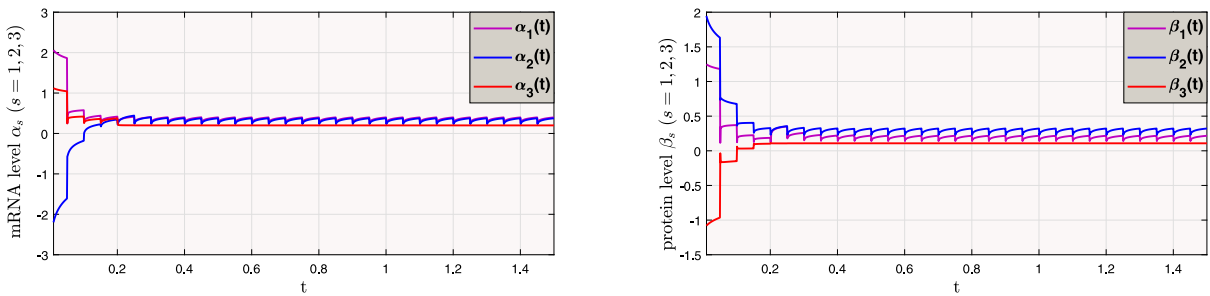 3
2
1
0
-1
-2
-3
0.2 0.4 0.6 0.8 1 1.2 1.4
t
mRNA level α_s (s = 1, 2, 3)
α_1(t)
α_2(t)
α_3(t)
2
1.5
1
0.5
0
-0.5
-1
-1.5
0.2 0.4 0.6 0.8 1 1.2 1.4
t
protein level β_s (s = 1, 2, 3)
β_1(t)
β_2(t)
β_3(t)